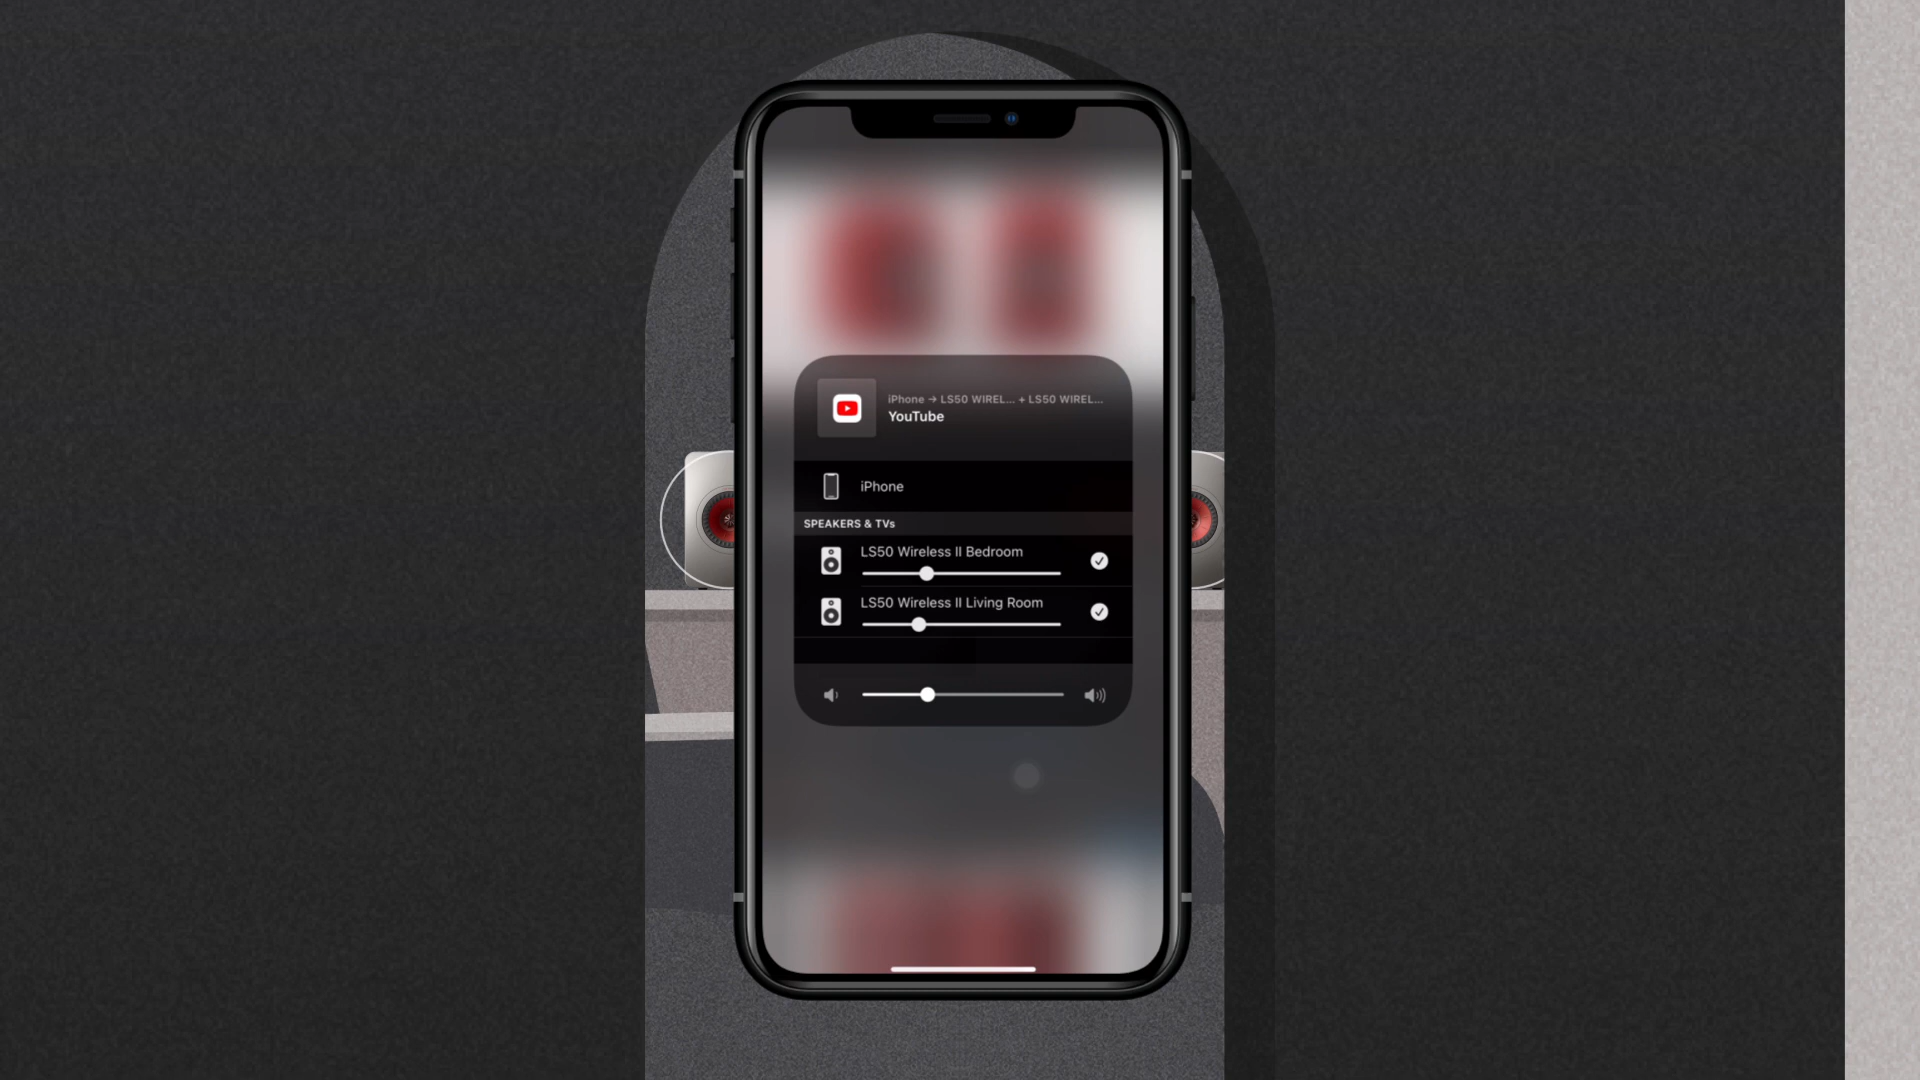 iPhone → LS50 WIREL... + LS50 WIREL...
YouTube
iPhone
SPEAKERS & TVs
LS50 Wireless II Bedroom
LS50 Wireless II Living Room